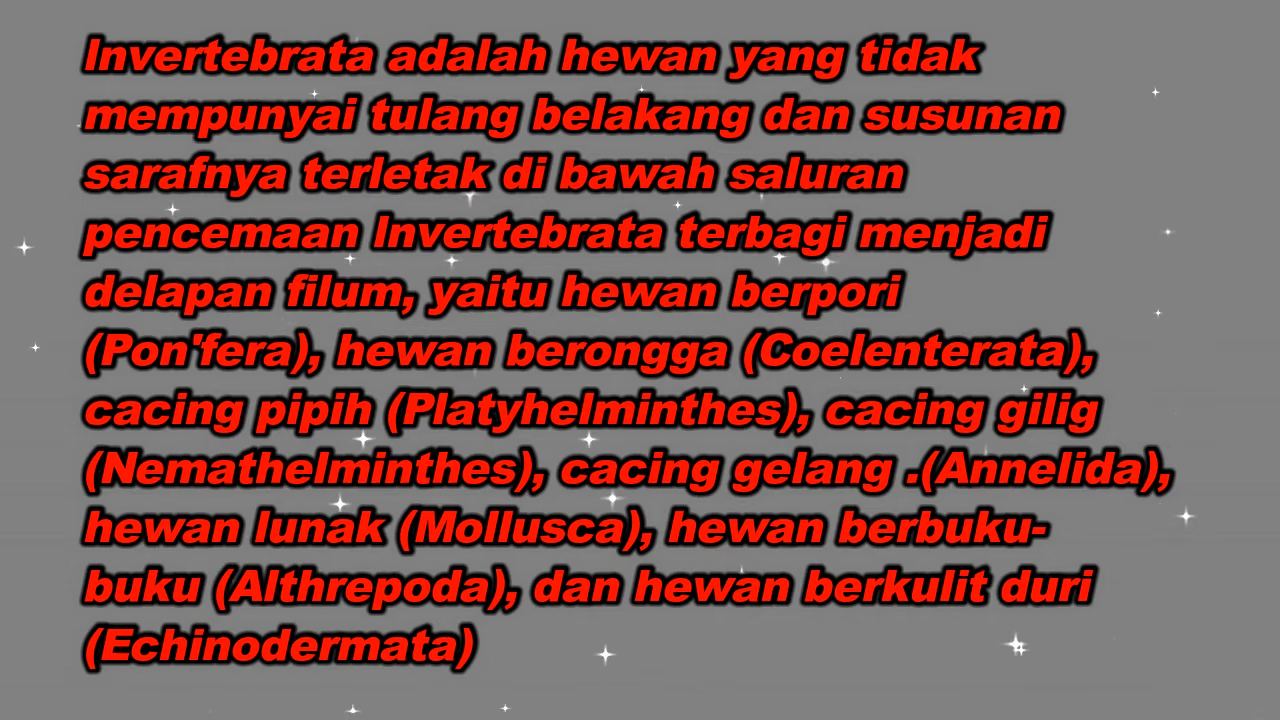 Invertebrata adalah hewan yang tidak
mempunyai tulang belakang dan susunan
sarafnya terletak di bawah saluran
pencemaan Invertebrata terbagi menjadi
delapan filum, yaitu hewan berpori
(Pon'fera), hewan berongga (Coelenterata),
cacing pipih (Platyhelminthes), cacing gilig
(Nemathelminthes), cacing gelang .(Annelida),
hewan lunak (Mollusca), hewan berbuku-
buku (Althrepoda), dan hewan berkulit duri
(Echinodermata)